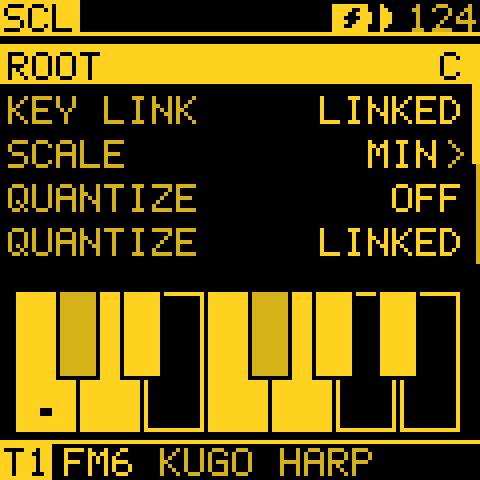 SCL 124
ROOT C
KEY LINK LINKED
SCALE MIN>
QUANTIZE OFF
QUANTIZE LINKED
T1 FM6 KUGO HARP